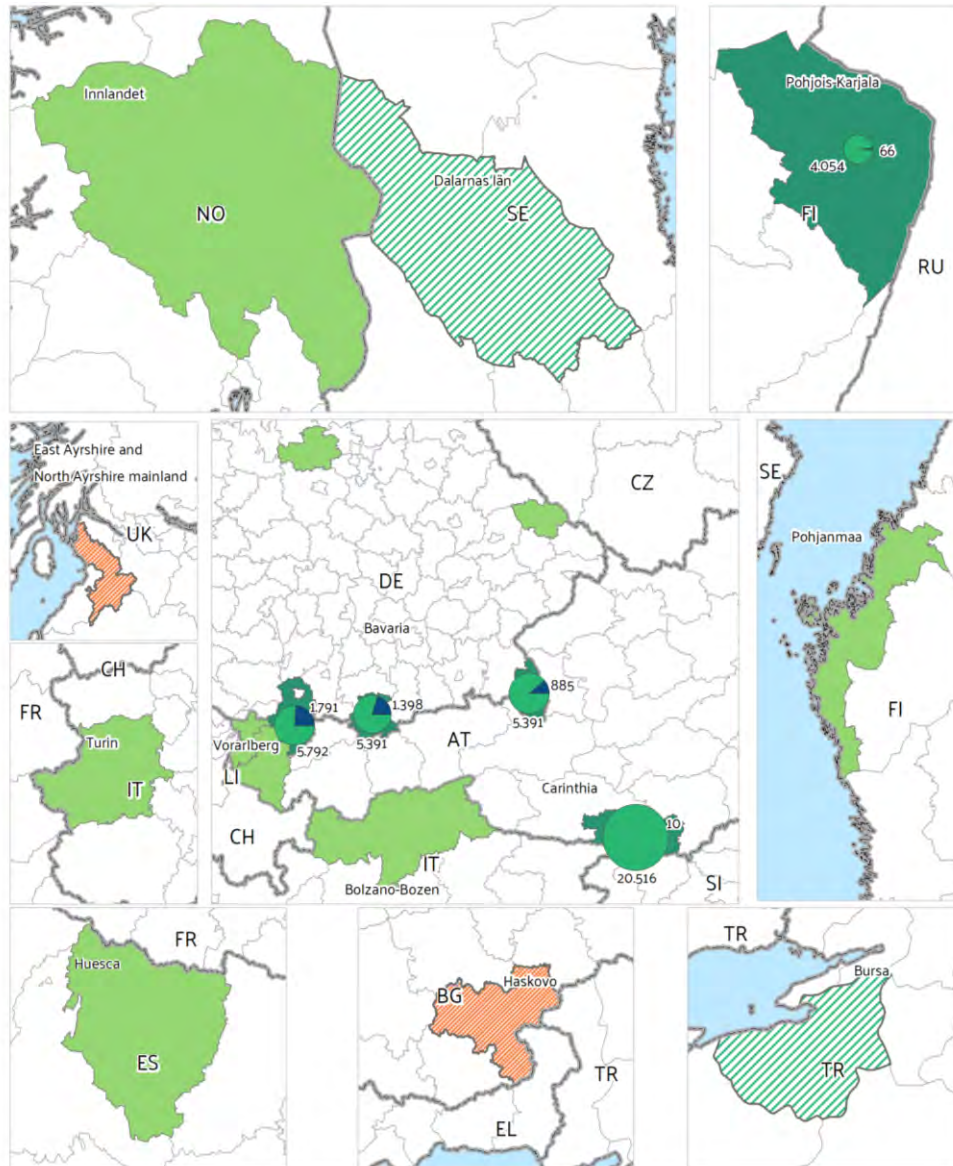 Innlandet
NO
Dalarnas län
SE
Pohjois-Karjala
4.054
66
FI
RU
East Ayrshire and
North Ayrshire mainland
UK
CH
FR
Turin
IT
CZ
DE
Bavaria
1.791
1.398
885
5.792
5.391
5.391
Vorarlberg
LI
AT
CH
Carinthia
10
IT
Bolzano-Bozen
20.516
SI
SE
Pohjanmaa
FI
FR
Huesca
ES
BG
Haskovo
TR
EL
TR
Bursa
TR